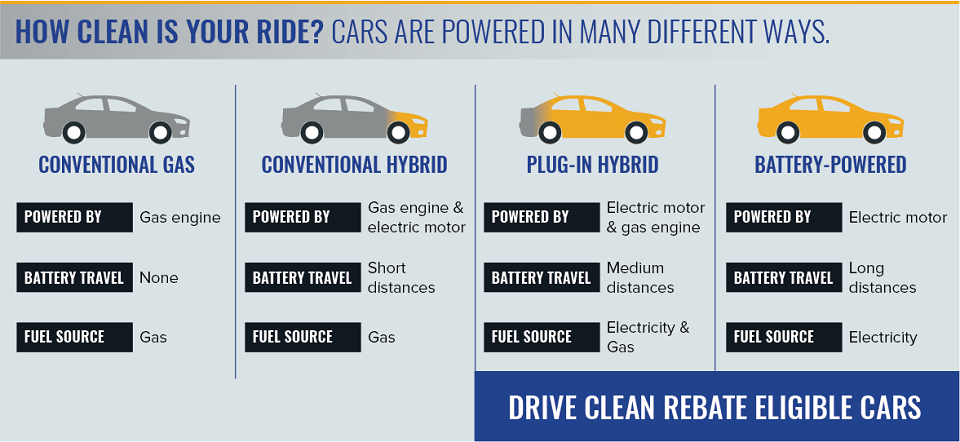 HOW CLEAN IS YOUR RIDE? CARS ARE POWERED IN MANY DIFFERENT WAYS.
CONVENTIONAL GAS
POWERED BY Gas engine
BATTERY TRAVEL None
FUEL SOURCE Gas
CONVENTIONAL HYBRID
POWERED BY Gas engine &
electric motor
BATTERY TRAVEL Short
distances
FUEL SOURCE Gas
PLUG-IN HYBRID
POWERED BY Electric motor
& gas engine
BATTERY TRAVEL Medium
distances
FUEL SOURCE Electricity &
Gas
BATTERY-POWERED
POWERED BY Electric motor
BATTERY TRAVEL Long
distances
FUEL SOURCE Electricity
DRIVE CLEAN REBATE ELIGIBLE CARS